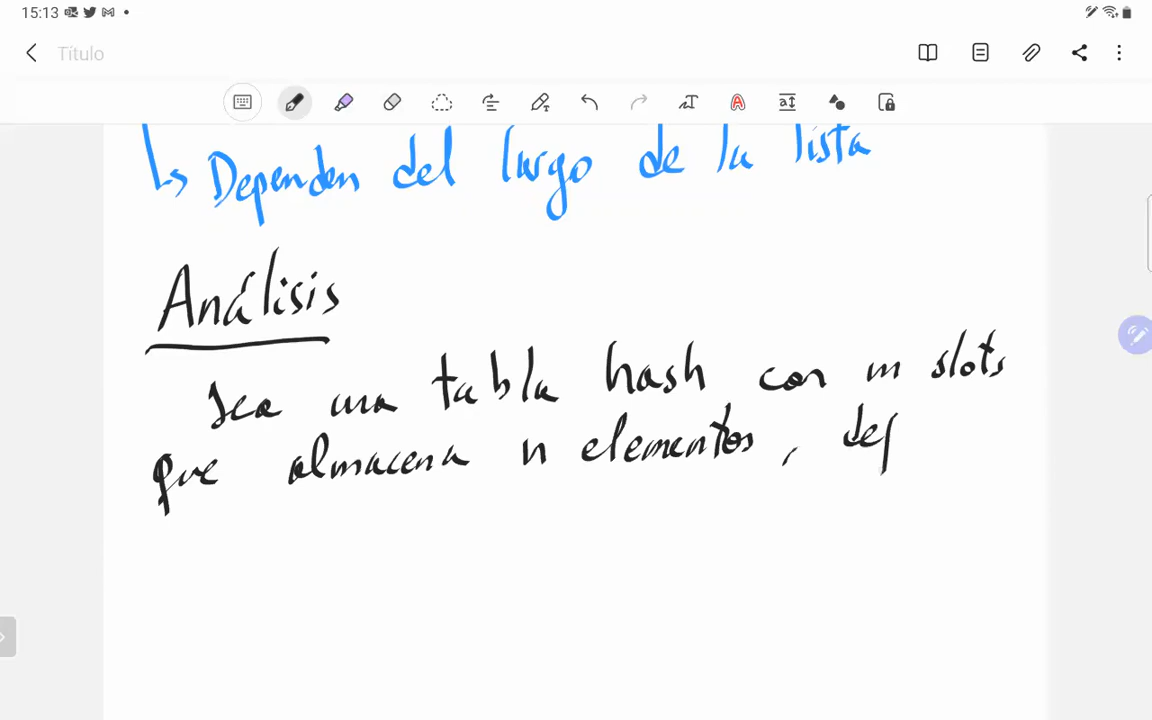 15:13
Título
Dependen del largo de la lista
Análisis
Sea una tabla hash con m slots
que almacena n elementos, def